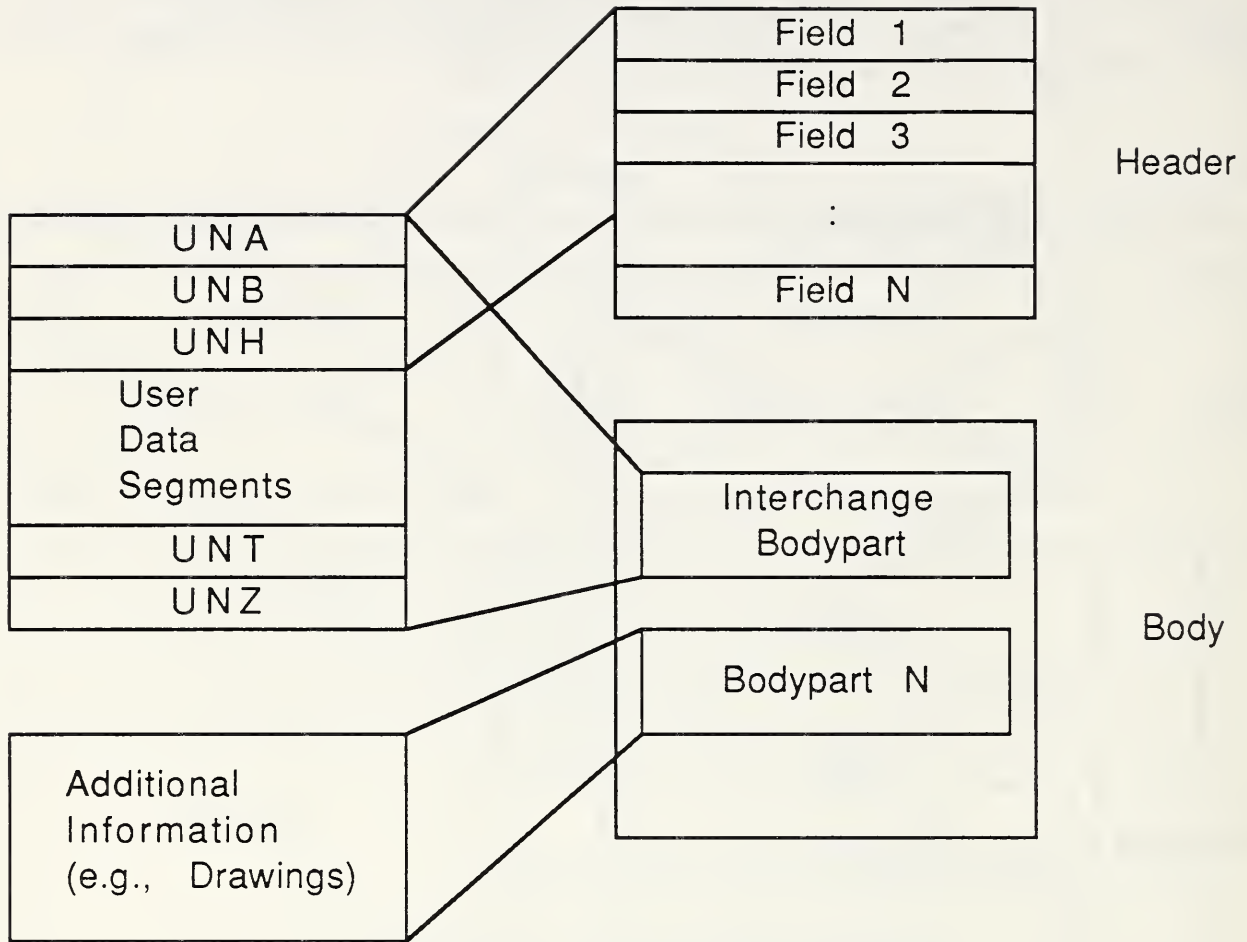 UNA
UNB
UNH
User
Data
Segments
UNT
UNZ
Additional
Information
(e.g., Drawings)
Field 1
Field 2
Field 3
:
Field N
Header
Interchange
Bodypart
Bodypart N
Body